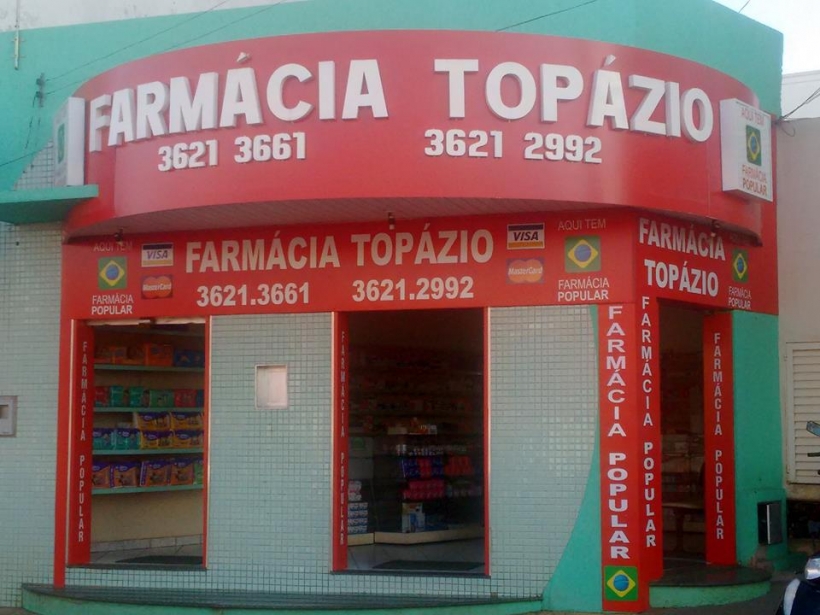 FARMÁCIA TOPÁZIO
3621 3661 3621 2992
AQUI TEM
FARMÁCIA
POPULAR
AQUI TEM
FARMÁCIA
POPULAR
VISA
MasterCard
FARMÁCIA TOPÁZIO
3621.3661 3621.2992
VISA
MasterCard
AQUI TEM
FARMÁCIA
POPULAR
FARMÁCIA
TOPÁZIO
FARMÁCIA
POPULAR
FARMÁCIA POPULAR
FARMÁCIA POPULAR
FARMÁCIA POPULAR
FARMÁCIA POPULAR
FARMÁCIA POPULAR